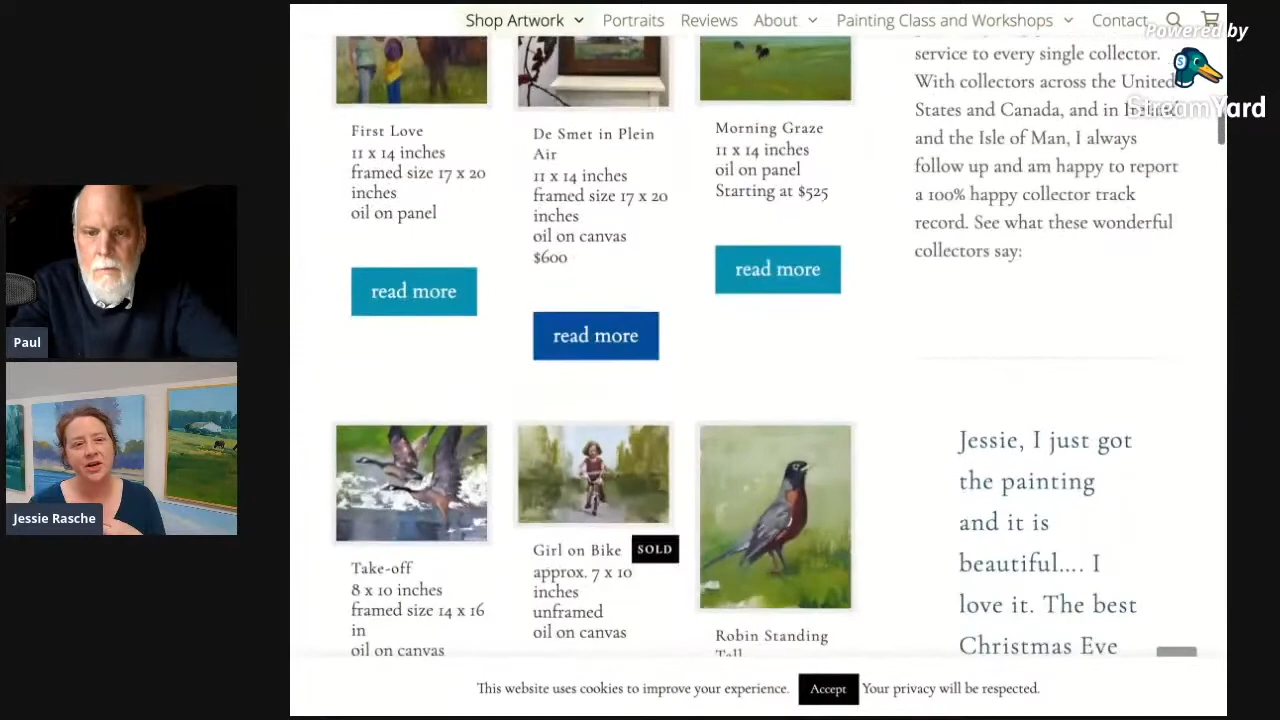 Shop Artwork Portraits Reviews About Painting Class and Workshops Contact
Powered by
StreamYard
First Love
11 x 14 inches
framed size 17 x 20
inches
oil on panel
read more
De Smet in Plein
Air
11 x 14 inches
framed size 17 x 20
inches
oil on canvas
$600
read more
Morning Graze
11 x 14 inches
oil on panel
Starting at $525
read more
service to every single collector.
With collectors across the United
States and Canada, and in Ireland
and the Isle of Man, I always
follow up and am happy to report
a 100% happy collector track
record. See what these wonderful
collectors say:
Paul
Jessie Rasche
Take-off
8 x 10 inches
framed size 14 x 16
in
oil on canvas
Girl on Bike
SOLD
approx. 7 x 10
inches
unframed
oil on canvas
Robin Standing
Tall
Jessie, I just got
the painting
and it is
beautiful.... I
love it. The best
Christmas Eve
This website uses cookies to improve your experience. Accept Your privacy will be respected.